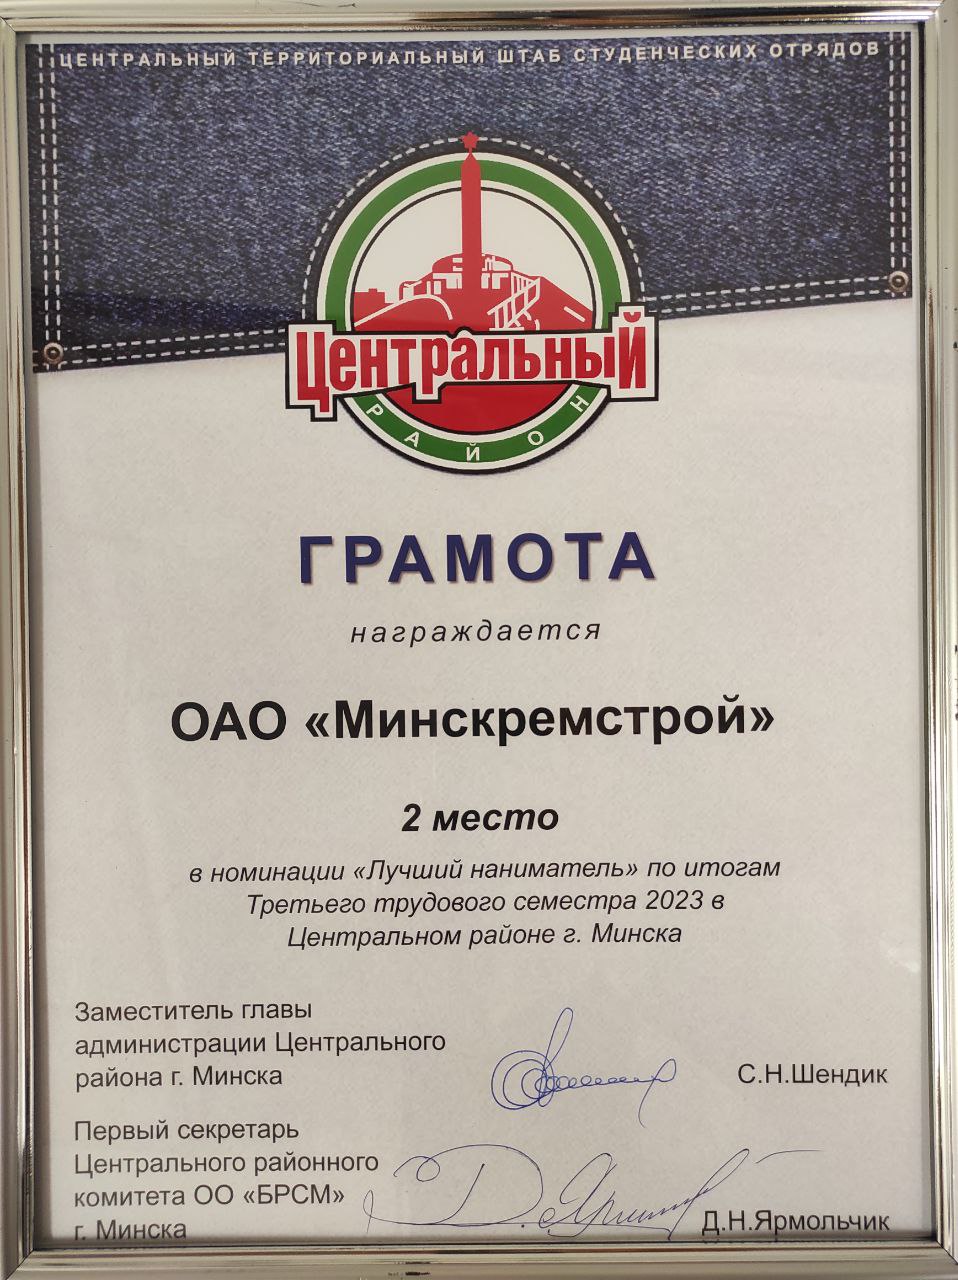 ЦЕНТРАЛЬНЫЙ ТЕРРИТОРИАЛЬНЫЙ ШТАБ СТУДЕНЧЕСКИХ ОТРЯДОВ
Центральный
РАЙОН
ГРАМОТА
награждается
ОАО «Минскремстрой»
2 место
в номинации «Лучший наниматель» по итогам
Третьего трудового семестра 2023 в
Центральном районе г. Минска
Заместитель главы
администрации Центрального
района г. Минска
С.Н.Шендик
Первый секретарь
Центрального районного
комитета ОО «БРСМ»
г. Минска
Д.Н.Ярмольчик